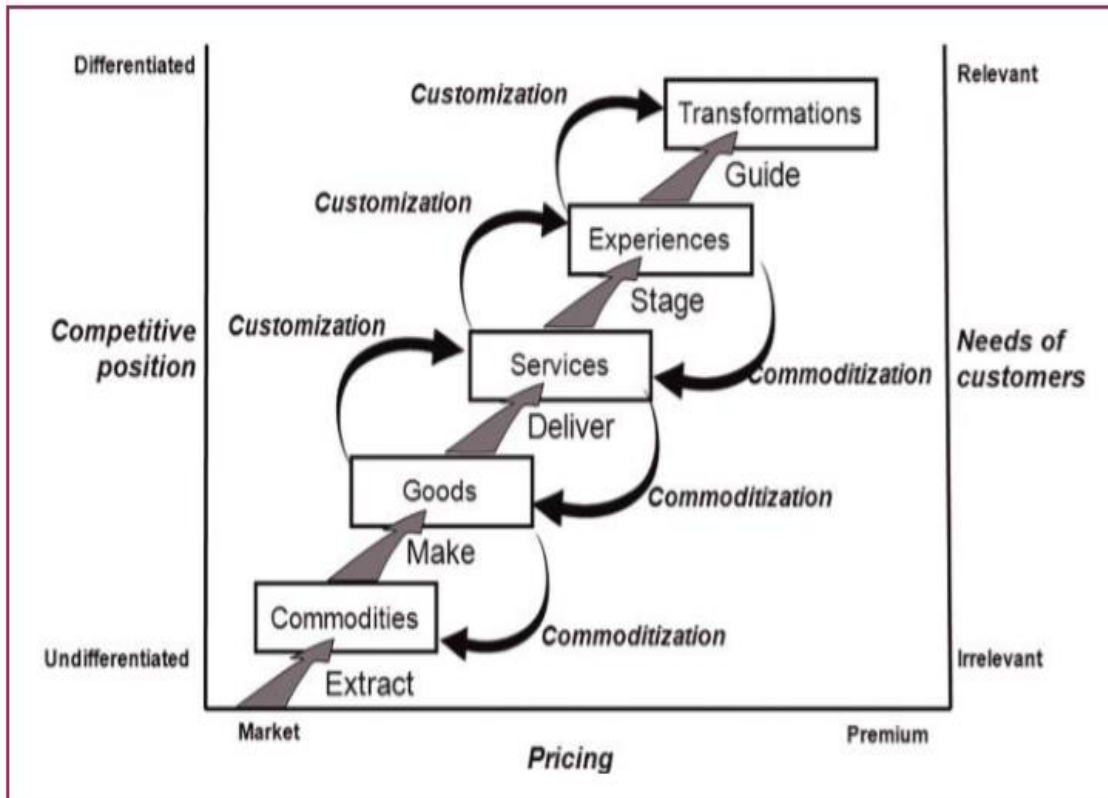 Differentiated
Relevant
Customization
Transformations
Guide
Customization
Experiences
Stage
Competitive
position
Customization
Services
Needs of
customers
Commoditization
Deliver
Goods
Commoditization
Make
Commodities
Commoditization
Undifferentiated
Irrelevant
Extract
Market
Premium
Pricing